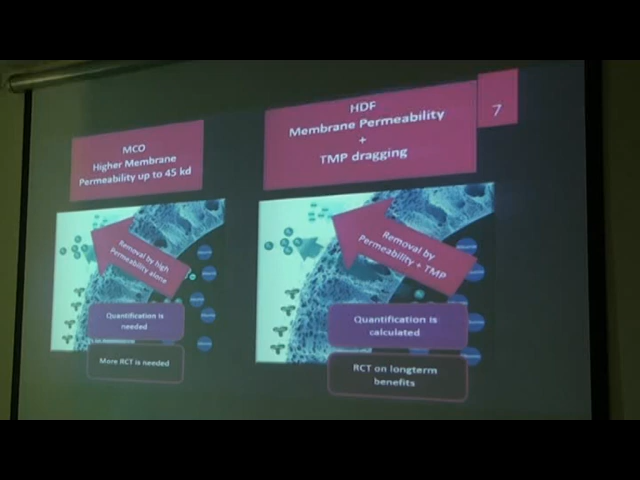 MCO
Higher Membrane
Permeability up to 45 kd
HDF
Membrane Permeability
+
TMP dragging
7
Removal by high
Permeability alone
Removal by
Permeability + TMP
Quantification is
needed
Quantification is
calculated
More RCT is needed
RCT on longterm
benefits